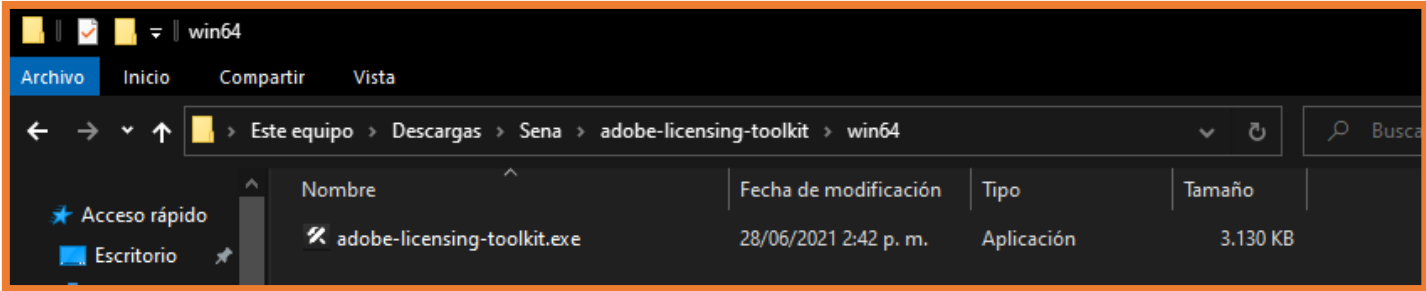 win64
Archivo Inicio Compartir Vista
Este equipo > Descargas > Sena > adobe-licensing-toolkit > win64
Busca
Nombre Fecha de modificación Tipo Tamaño
Acceso rápido
adobe-licensing-toolkit.exe 28/06/2021 2:42 p. m. Aplicación 3.130 KB
Escritorio